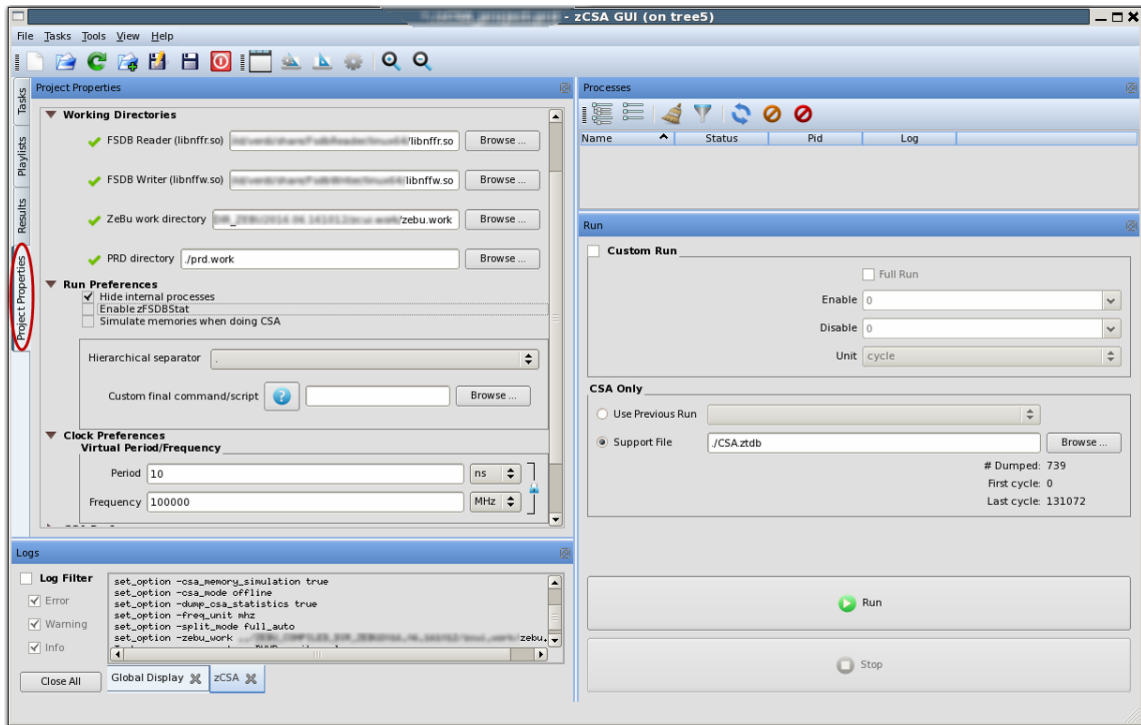 - zCSA GUI (on tree5)
File Tasks Tools View Help
Tasks
Playlists
Results
Project Properties
Project Properties
Working Directories
FSDB Reader (libnffr.so) /libnffr.so Browse ...
FSDB Writer (libnffw.so) /libnffw.so Browse ...
ZeBu work directory /zebu.work Browse ...
PRD directory ./prd.work Browse ...
Run Preferences
Hide internal processes
Enable zFSDBStat
Simulate memories when doing CSA
Hierarchical separator .
Custom final command/script ? Browse ...
Clock Preferences
Virtual Period/Frequency
Period 10 ns
Frequency 100000 MHz
Logs
Log Filter
Error
Warning
Info
Close All
set_option -csa_memory_simulation true
set_option -csa_mode offline
set_option -dump_csa_statistics true
set_option -freq_unit mhz
set_option -split_mode full_auto
set_option -zebu_work /zebu.
Global Display zCSA
Processes
Name Status Pid Log
Run
Custom Run
Full Run
Enable 0
Disable 0
Unit cycle
CSA Only
Use Previous Run
Support File ./CSA.ztdb Browse ...
# Dumped: 739
First cycle: 0
Last cycle: 131072
Run
Stop